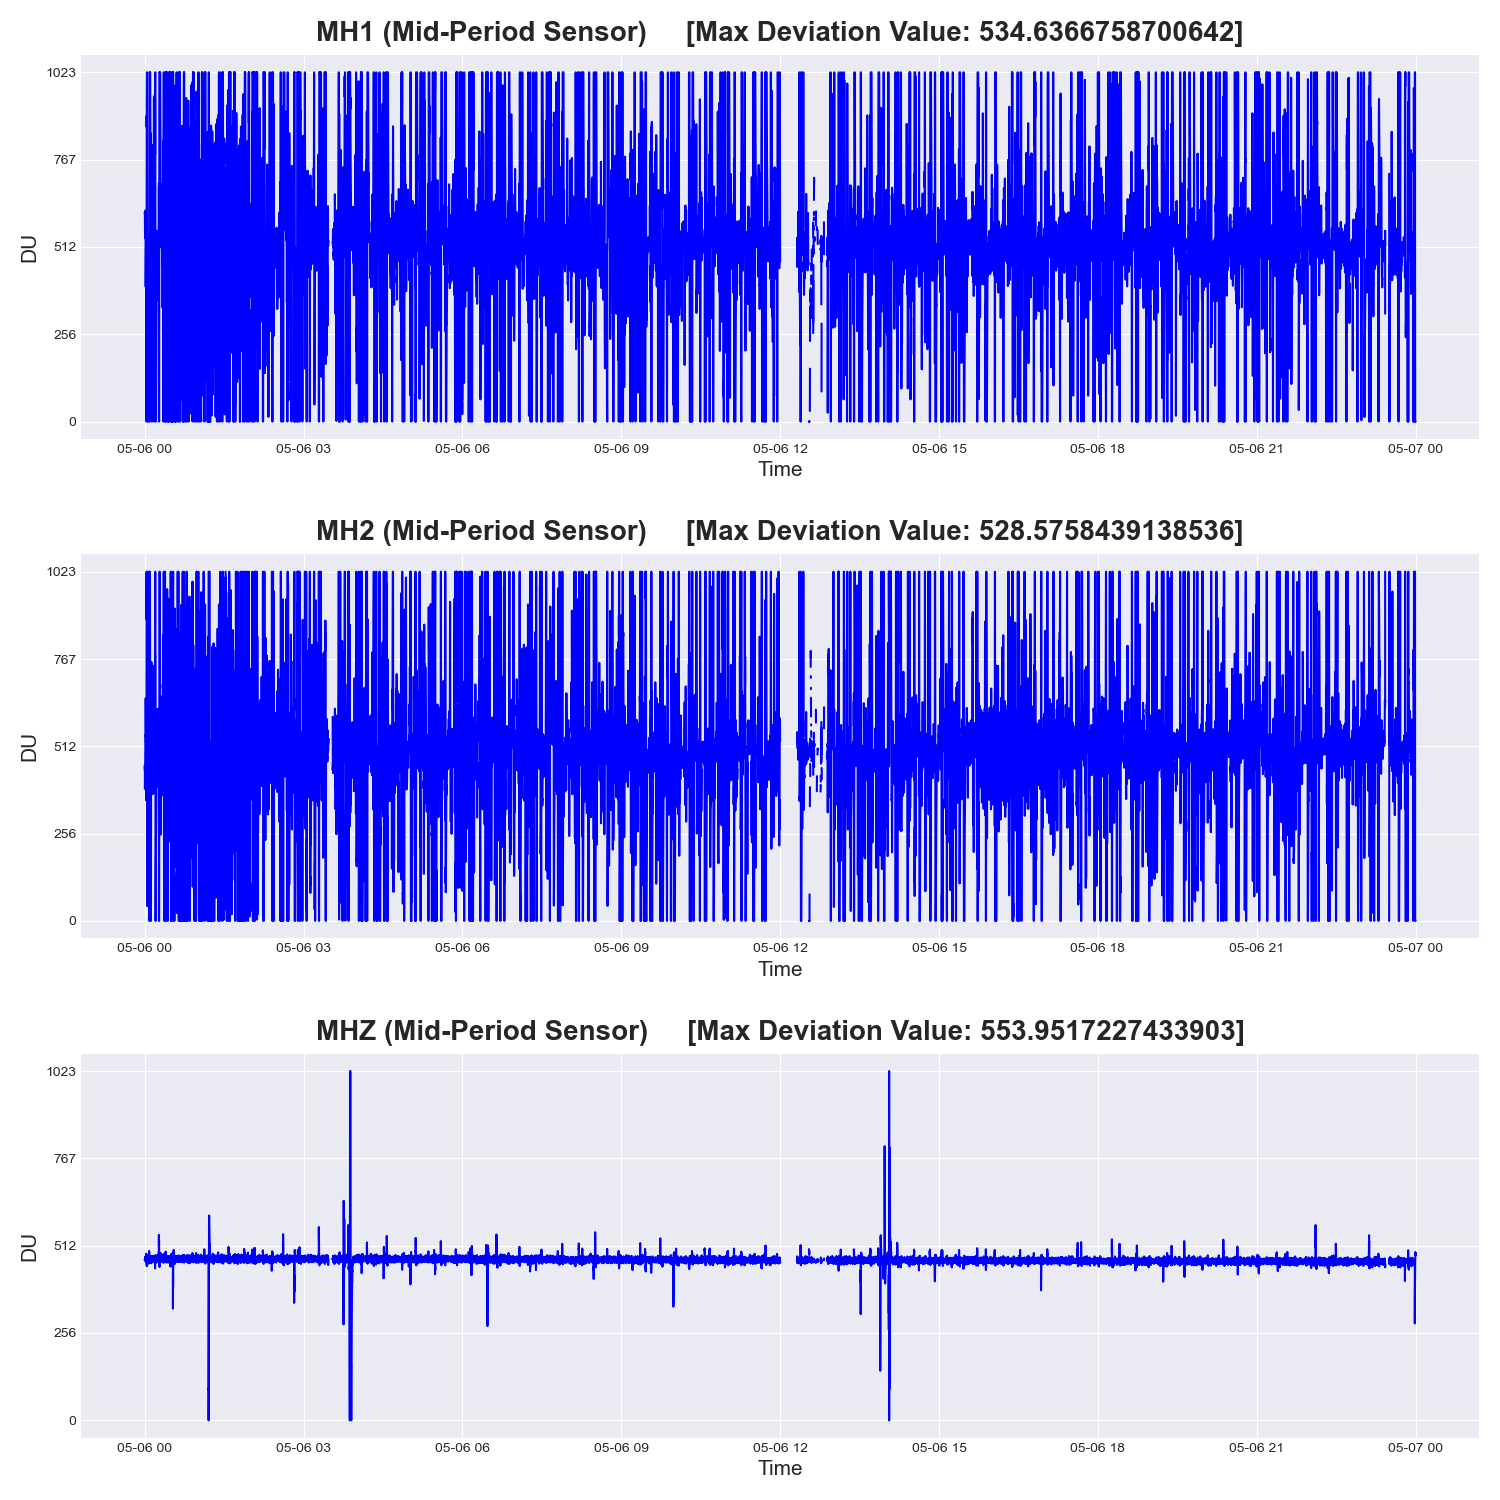 MH1 (Mid-Period Sensor) [Max Deviation Value: 534.6366758700642]
1023
767
512
256
0
DU
05-06 00 05-06 03 05-06 06 05-06 09 05-06 12 05-06 15 05-06 18 05-06 21 05-07 00
Time
MH2 (Mid-Period Sensor) [Max Deviation Value: 528.5758439138536]
1023
767
512
256
0
DU
05-06 00 05-06 03 05-06 06 05-06 09 05-06 12 05-06 15 05-06 18 05-06 21 05-07 00
Time
MHZ (Mid-Period Sensor) [Max Deviation Value: 553.9517227433903]
1023
767
512
256
0
DU
05-06 00 05-06 03 05-06 06 05-06 09 05-06 12 05-06 15 05-06 18 05-06 21 05-07 00
Time